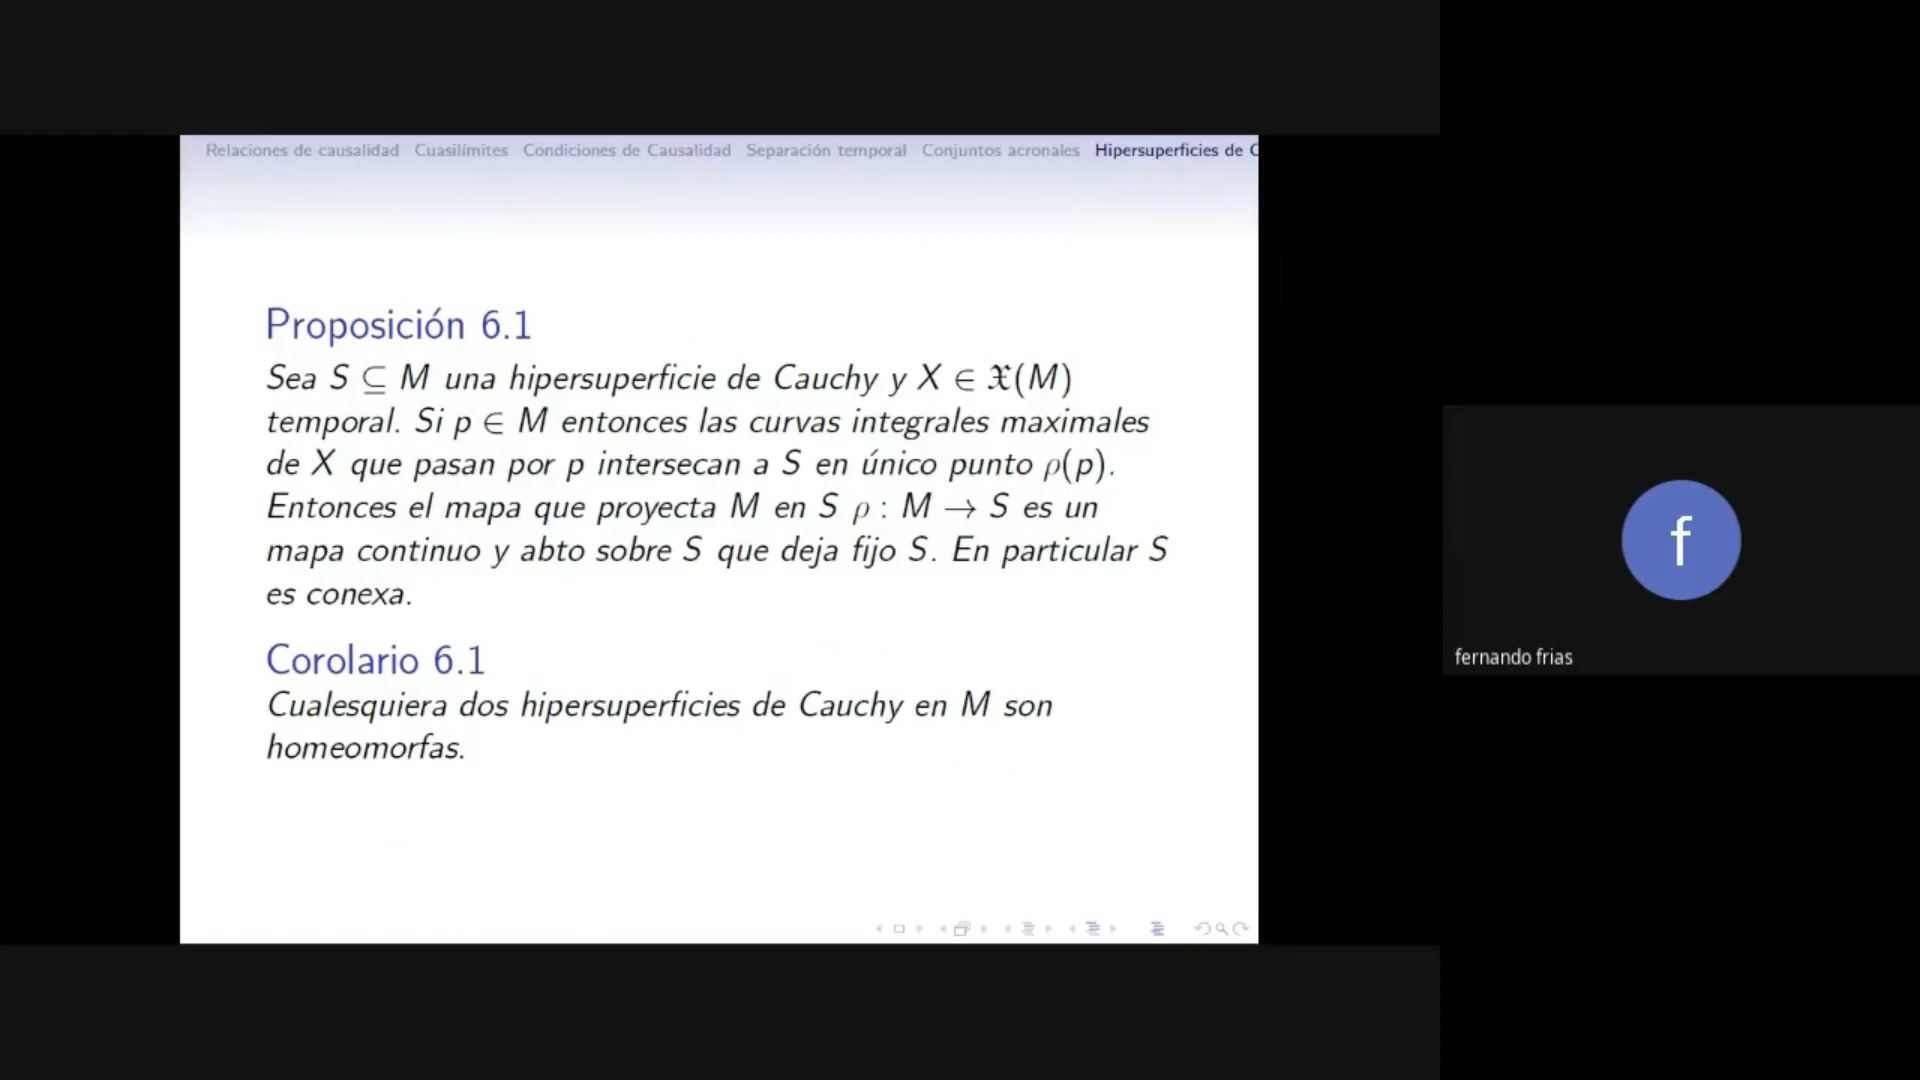 Relaciones de causalidad Cuasilímites Condiciones de Causalidad Separación temporal Conjuntos acronales Hipersuperficies de C
Proposición 6.1
Sea S ⊆ M una hipersuperficie de Cauchy y X ∈ 𝔛(M)
temporal. Si p ∈ M entonces las curvas integrales maximales
de X que pasan por p intersecan a S en único punto ρ(p).
Entonces el mapa que proyecta M en S ρ : M → S es un
mapa continuo y abto sobre S que deja fijo S. En particular S
es conexa.
Corolario 6.1
Cualesquiera dos hipersuperficies de Cauchy en M son
homeomorfas.
f
fernando frias